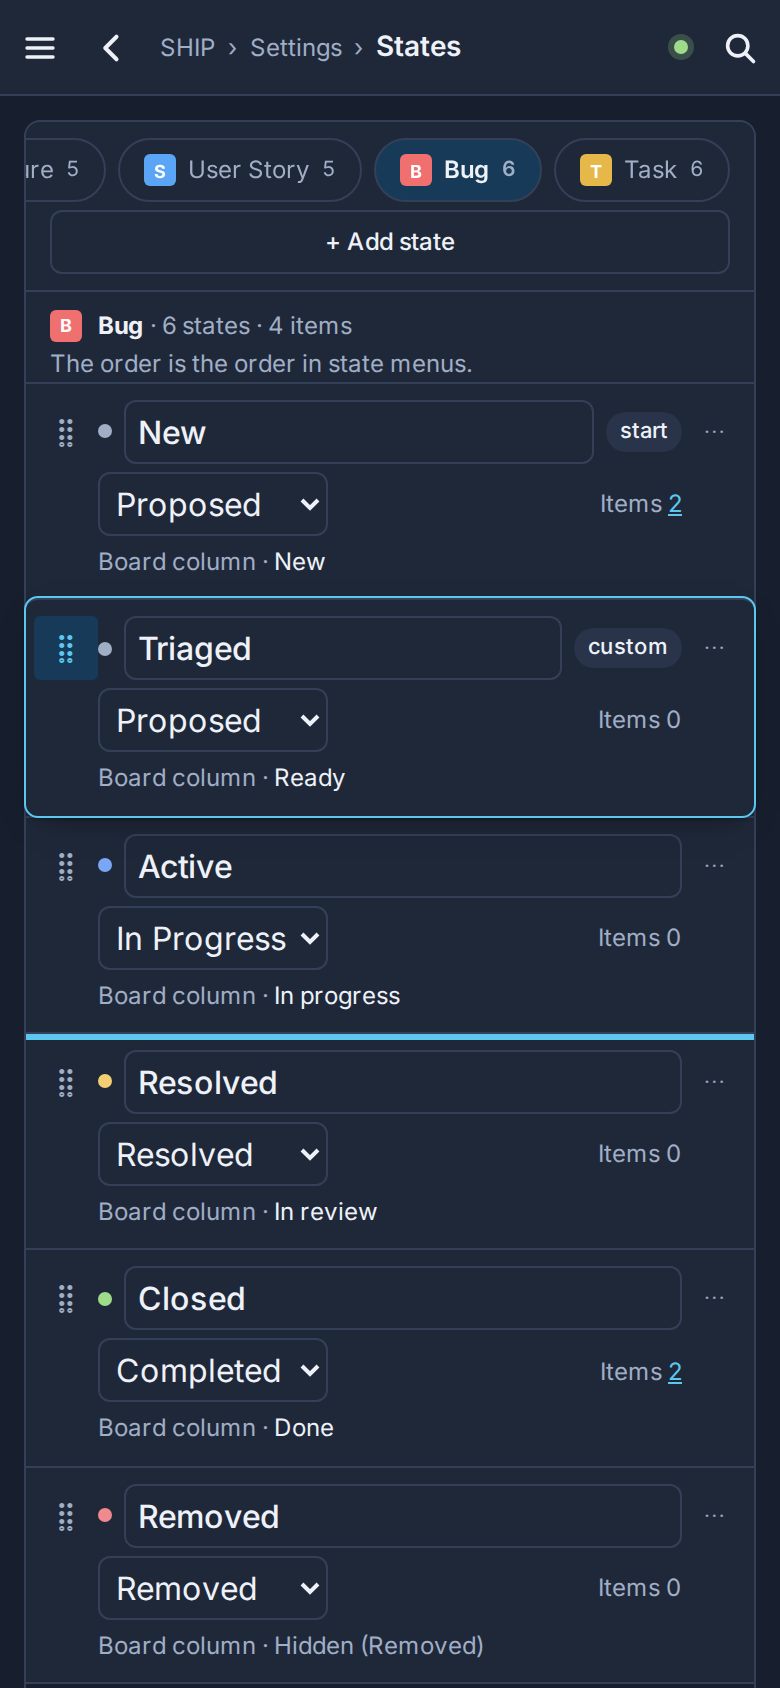 SHIP › Settings › States
ure 5 S User Story 5 B Bug 6 T Task 6
+ Add state
B Bug · 6 states · 4 items
The order is the order in state menus.
New start ...
Proposed Items 2
Board column · New
Triaged custom ...
Proposed Items 0
Board column · Ready
Active ...
In Progress Items 0
Board column · In progress
Resolved ...
Resolved Items 0
Board column · In review
Closed ...
Completed Items 2
Board column · Done
Removed ...
Removed Items 0
Board column · Hidden (Removed)